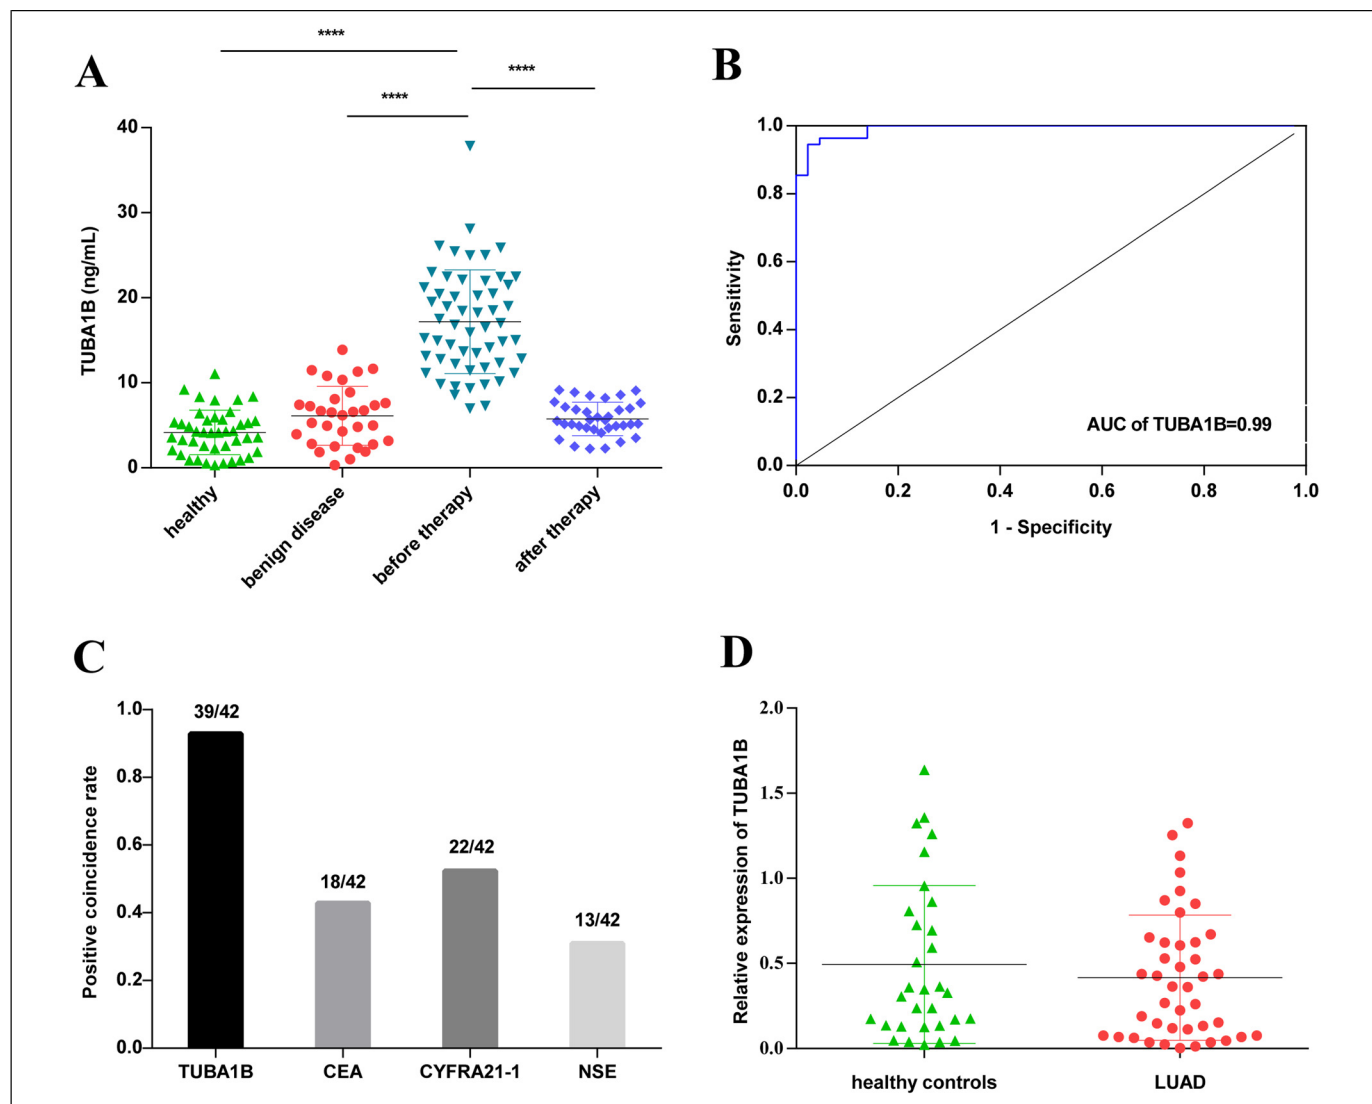 A
****
****
****
TUBA1B (ng/mL)
40
30
20
10
0
healthy
benign disease
before therapy
after therapy
B
Sensitivity
1.0
0.8
0.6
0.4
0.2
0.0
AUC of TUBA1B=0.99
0.0 0.2 0.4 0.6 0.8 1.0
1 - Specificity
C
Positive coincidence rate
1.0
0.8
0.6
0.4
0.2
0.0
39/42
18/42
22/42
13/42
TUBA1B CEA CYFRA21-1 NSE
D
Relative expression of TUBA1B
2.0
1.5
1.0
0.5
0.0
healthy controls LUAD